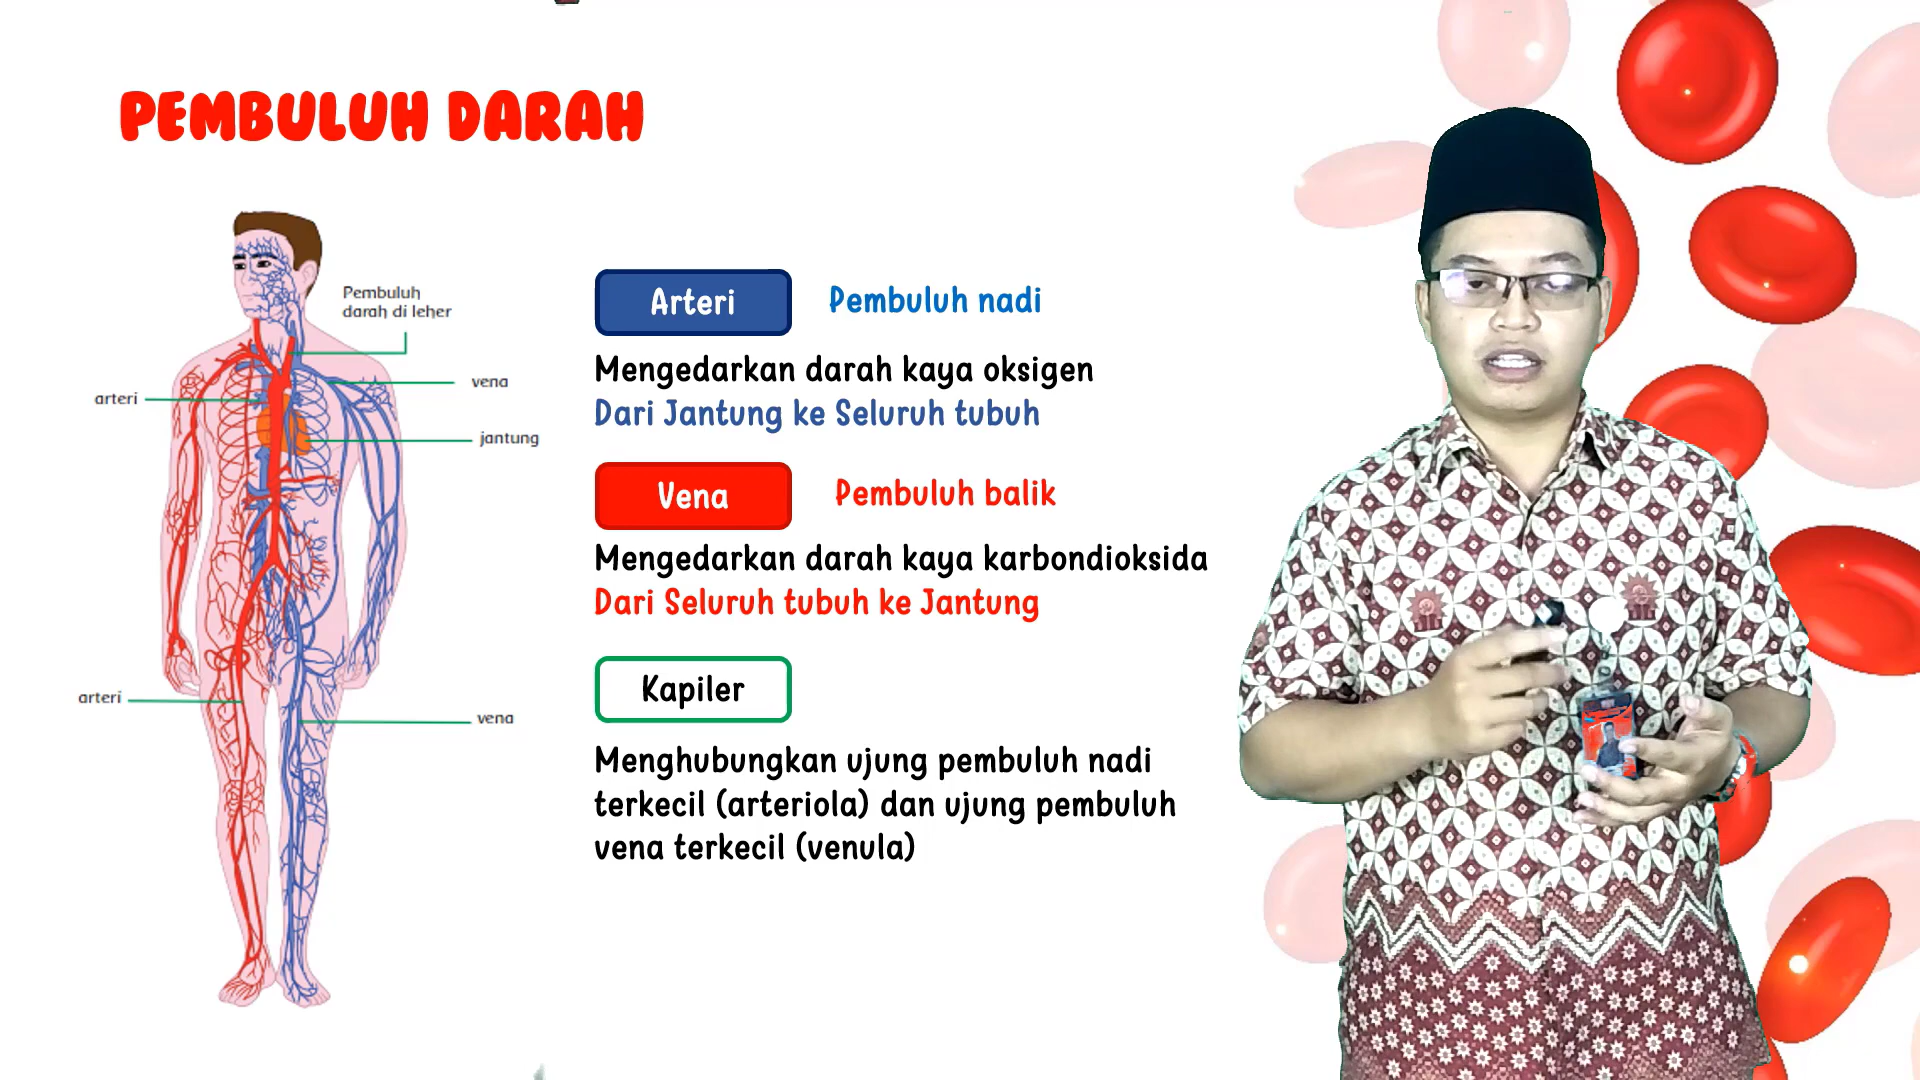 PEMBULUH DARAH
Pembuluh
darah di leher
vena
arteri
jantung
arteri
vena
Arteri
Pembuluh nadi
Mengedarkan darah kaya oksigen
Dari Jantung ke Seluruh tubuh
Vena
Pembuluh balik
Mengedarkan darah kaya karbondioksida
Dari Seluruh tubuh ke Jantung
Kapiler
Menghubungkan ujung pembuluh nadi
terkecil (arteriola) dan ujung pembuluh
vena terkecil (venula)